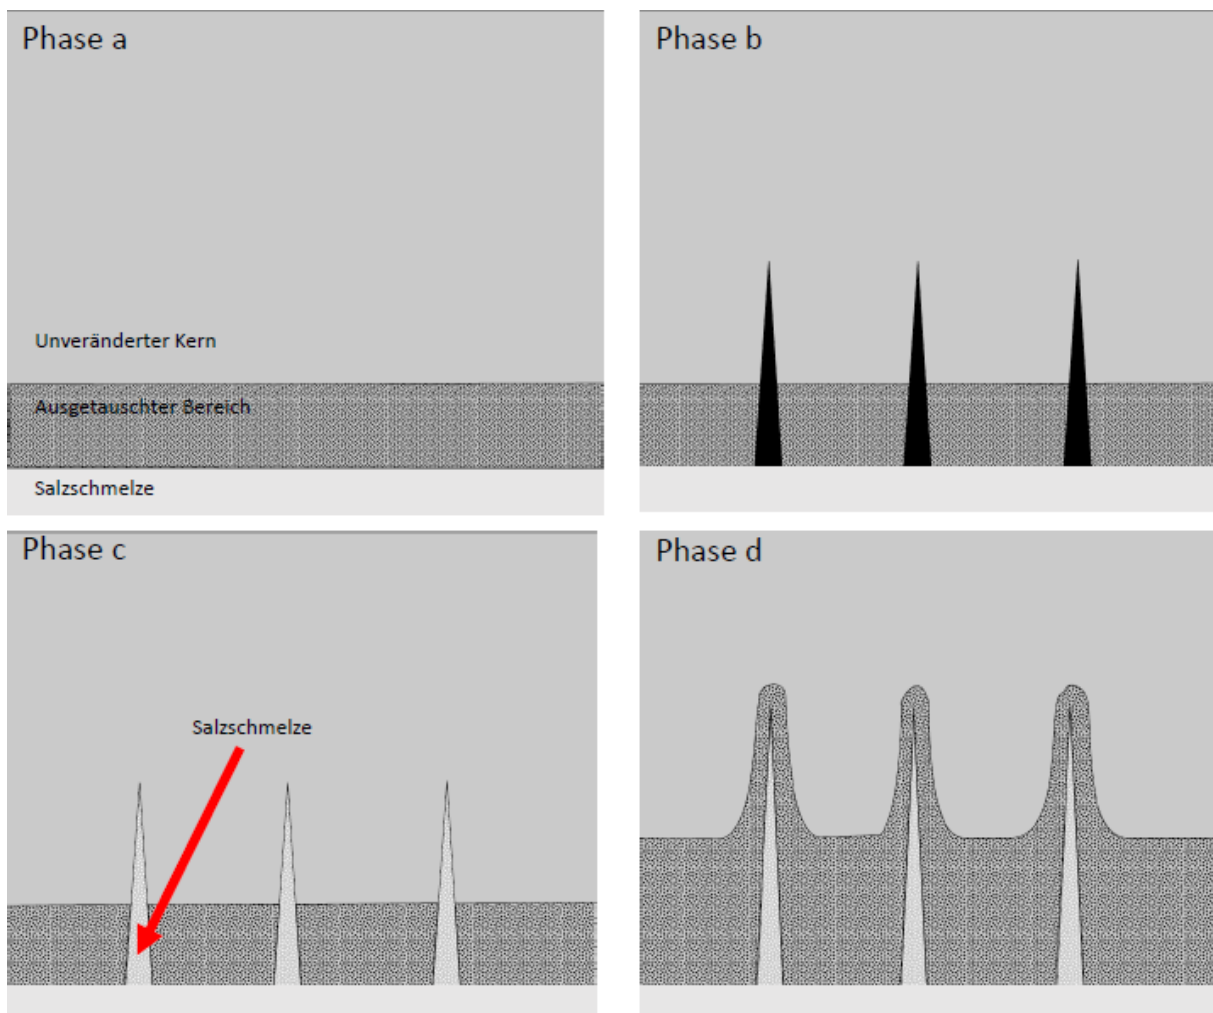 Phase a
Phase b
Unveränderter Kern
Ausgetauschter Bereich
Salzschmelze
Phase c
Phase d
Salzschmelze